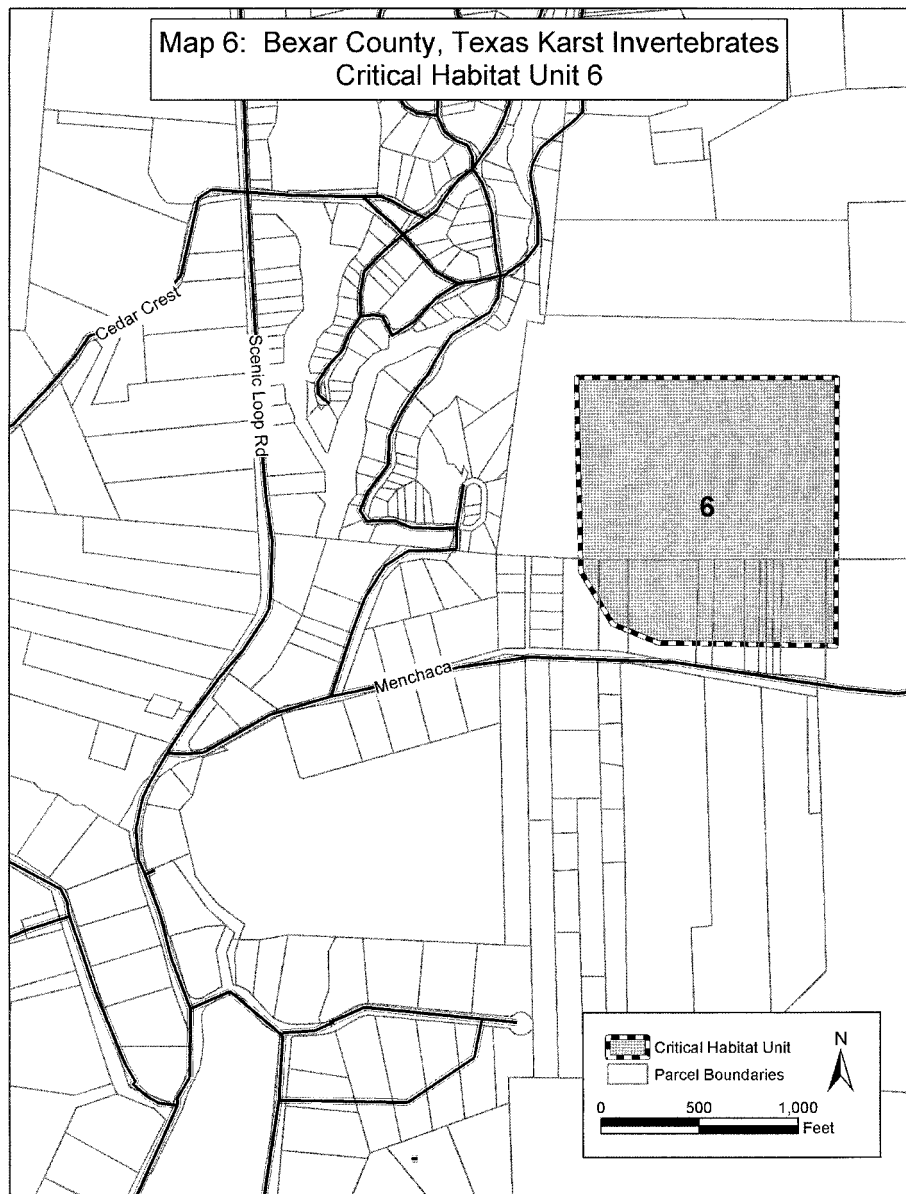 Map 6: Bexar County, Texas Karst Invertebrates
Critical Habitat Unit 6
Cedar Crest
Scenic Loop Rd
6
Menchaca
Critical Habitat Unit
Parcel Boundaries
N
0 500 1,000
Feet